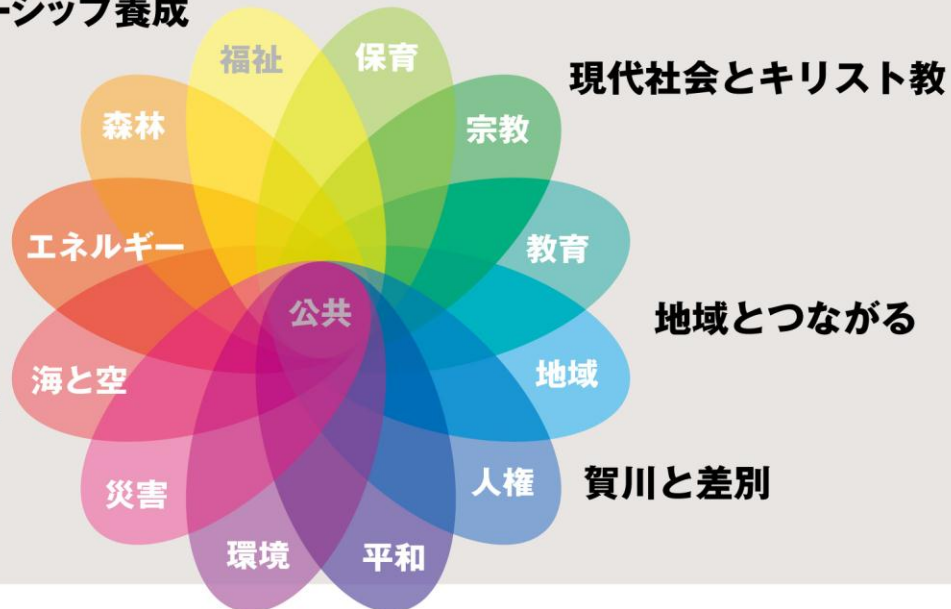 ーシップ養成
福祉
保育
現代社会とキリスト教
森林
宗教
エネルギー
教育
公共
地域とつながる
海と空
地域
災害
人権
賀川と差別
環境
平和